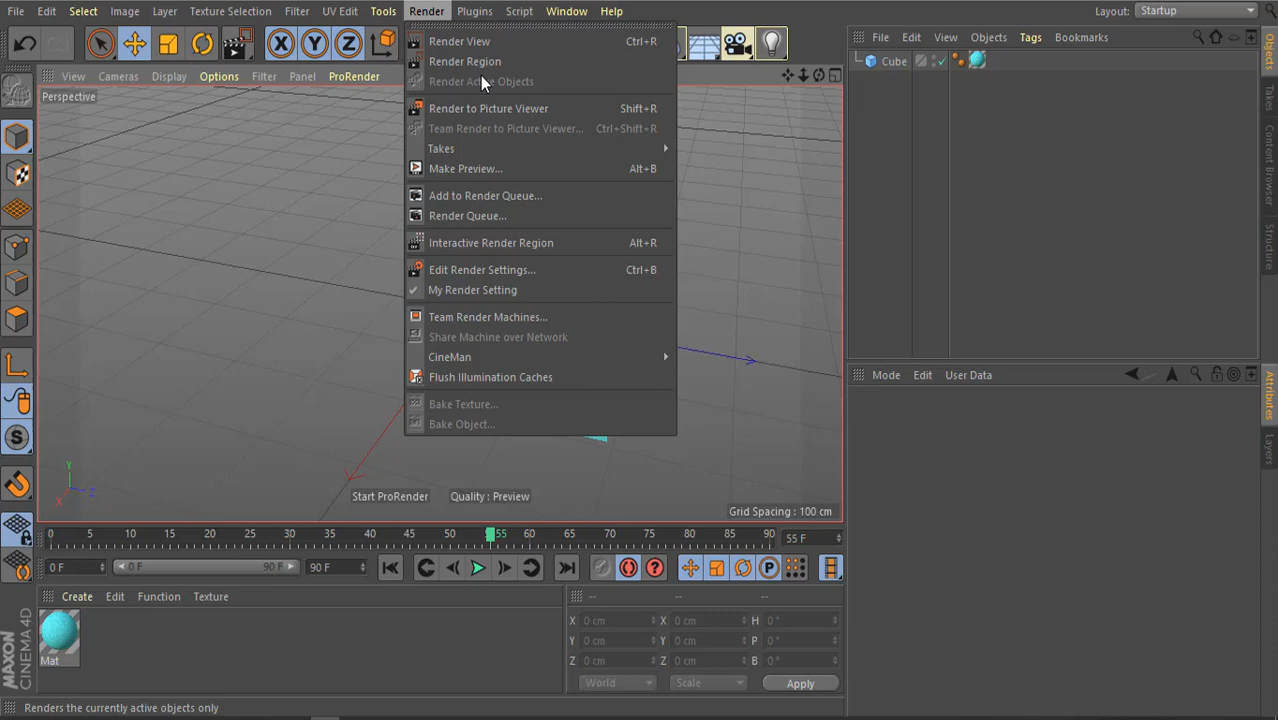 File Edit Select Image Layer Texture Selection Filter UV Edit Tools Render Plugins Script Window Help Layout: Startup
X Y Z
View Cameras Display Options Filter Panel ProRender
Perspective
Render View Ctrl+R
Render Region
Render Active Objects
Render to Picture Viewer Shift+R
Team Render to Picture Viewer... Ctrl+Shift+R
Takes
Make Preview... Alt+B
Add to Render Queue...
Render Queue...
Interactive Render Region Alt+R
Edit Render Settings... Ctrl+B
My Render Setting
Team Render Machines...
Share Machine over Network
CineMan
Flush Illumination Caches
Bake Texture...
Bake Object...
File Edit View Objects Tags Bookmarks
Cube
Objects
Takes
Content Browser
Structure
Mode Edit User Data
Attributes
Layers
Y
X Z
Start ProRender Quality : Preview
Grid Spacing : 100 cm
0 5 10 15 20 25 30 35 40 45 50 55 60 65 70 75 80 85 90 55 F
0 F 0 F 90 F 90 F
P
S
Create Edit Function Texture
Mat
MAXON
CINEMA 4D
-- -- --
X 0 cm X 0 cm H 0 °
Y 0 cm Y 0 cm P 0 °
Z 0 cm Z 0 cm B 0 °
World Scale Apply
Renders the currently active objects only